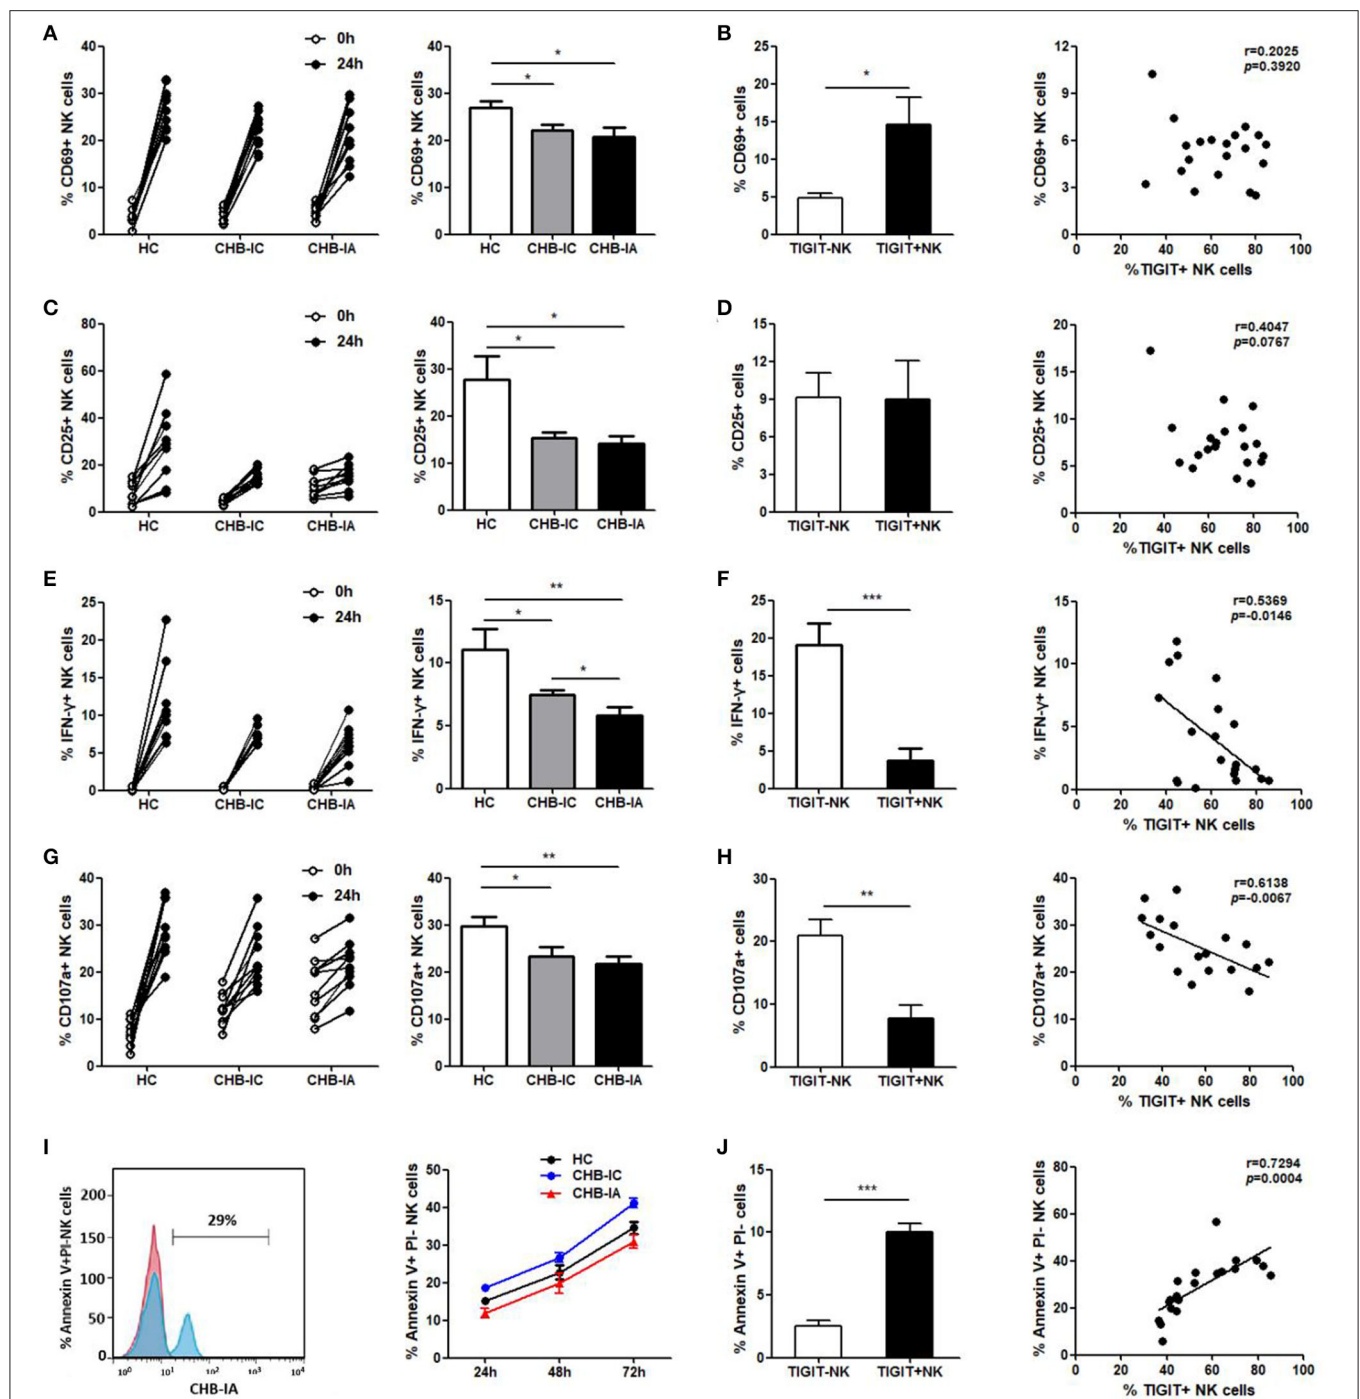 A
0h
24h
% CD69+ NK cells
40
30
20
10
0
HC
CHB-IC
CHB-IA
% CD69+ NK cells
40
30
20
10
0
*
*
HC
CHB-IC
CHB-IA
B
% CD69+ cells
25
20
15
10
5
0
*
TIGIT-NK
TIGIT+NK
% CD69+ NK cells
12
9
6
3
0
r=0.2025
p=0.3920
0 20 40 60 80 100
%TIGIT+ NK cells
C
0h
24h
% CD25+ NK cells
80
60
40
20
0
HC
CHB-IC
CHB-IA
% CD25+ NK cells
40
30
20
10
0
*
*
HC
CHB-IC
CHB-IA
D
% CD25+ cells
15
12
9
6
3
0
TIGIT-NK
TIGIT+NK
% CD25+ NK cells
20
15
10
5
0
r=0.4047
p=0.0767
0 20 40 60 80 100
%TIGIT+ NK cells
E
0h
24h
% IFN-γ+ NK cells
25
20
15
10
5
0
HC
CHB-IC
CHB-IA
% IFN-γ+ NK cells
15
10
5
0
**
*
*
HC
CHB-IC
CHB-IA
F
% IFN-γ+ cells
25
20
15
10
5
0
***
TIGIT-NK
TIGIT+NK
% IFN-γ+ NK cells
15
10
5
0
r=0.5369
p=-0.0146
0 20 40 60 80 100
% TIGIT+ NK cells
G
0h
24h
% CD107a+ NK cells
40
30
20
10
0
HC
CHB-IC
CHB-IA
% CD107a+ NK cells
40
30
20
10
0
**
*
HC
CHB-IC
CHB-IA
H
% CD107a+ cells
30
20
10
0
**
TIGIT-NK
TIGIT+NK
% CD107a+ NK cells
40
30
20
10
0
r=0.6138
p=-0.0067
0 20 40 60 80 100
% TIGIT+ NK cells
I
% Annexin V+PI-NK cells
200
150
100
50
0
29%
10⁰ 10¹ 10² 10³ 10⁴
CHB-IA
% Annexin V+ PI- NK cells
50
40
30
20
10
0
HC
CHB-IC
CHB-IA
24h
48h
72h
J
% Annexin V+ PI- cells
15
10
5
0
***
TIGIT-NK
TIGIT+NK
% Annexin V+ PI- NK cells
80
60
40
20
0
r=0.7294
p=0.0004
0 20 40 60 80 100
% TIGIT+ NK cells